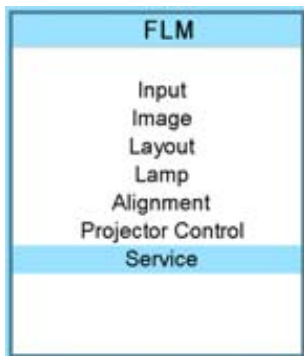 FLM
Input
Image
Layout
Lamp
Alignment
Projector Control
Service